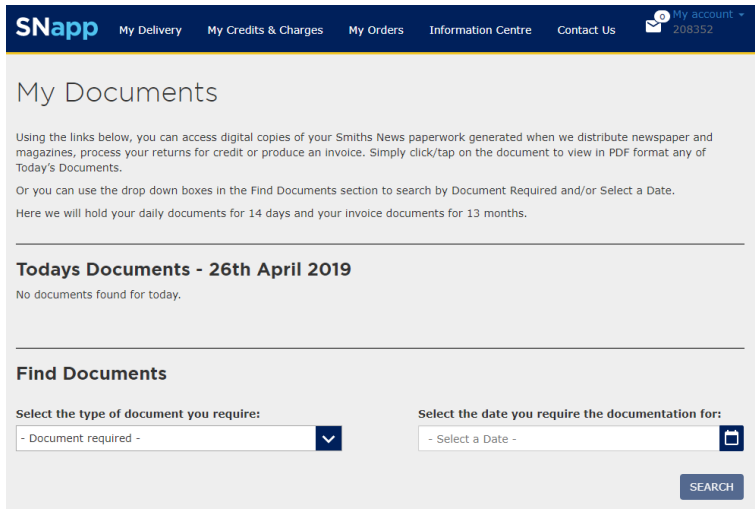 SNapp My Delivery My Credits & Charges My Orders Information Centre Contact Us 0 My account
208352
My Documents
Using the links below, you can access digital copies of your Smiths News paperwork generated when we distribute newspaper and
magazines, process your returns for credit or produce an invoice. Simply click/tap on the document to view in PDF format any of
Today's Documents.
Or you can use the drop down boxes in the Find Documents section to search by Document Required and/or Select a Date.
Here we will hold your daily documents for 14 days and your invoice documents for 13 months.
Todays Documents - 26th April 2019
No documents found for today.
Find Documents
Select the type of document you require: Select the date you require the documentation for:
- Document required - - Select a Date -
SEARCH